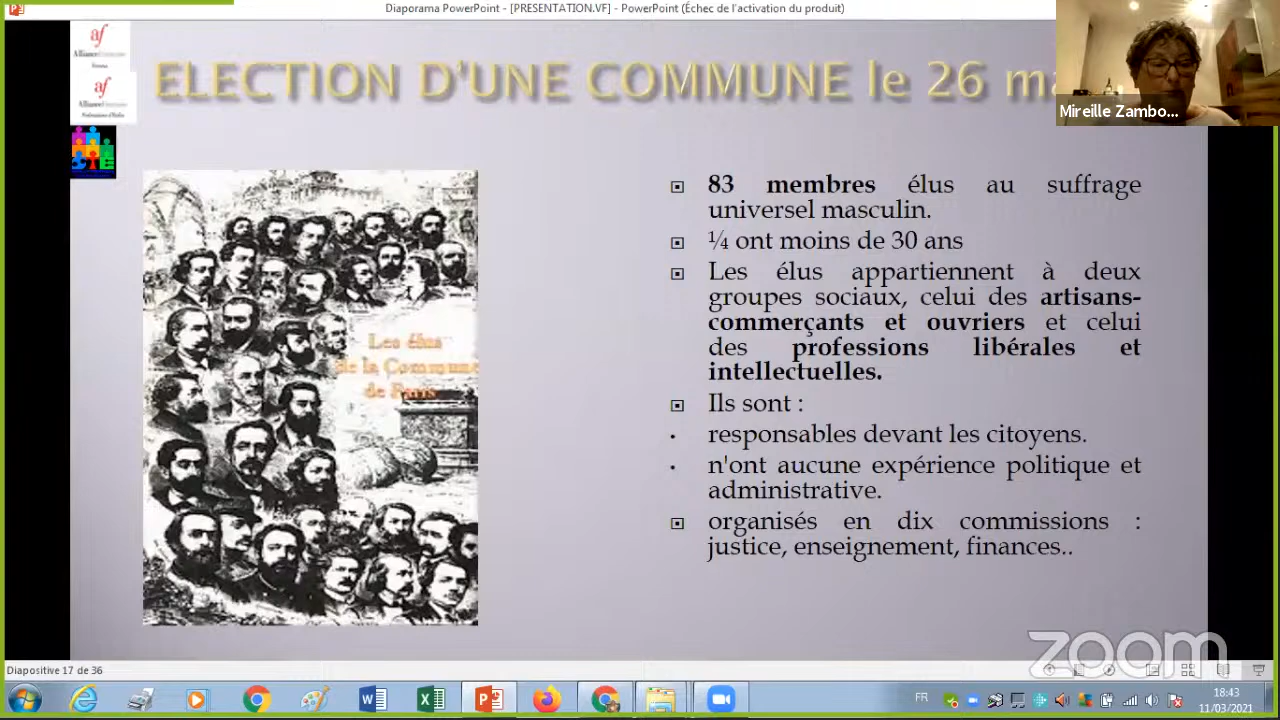 Diaporama PowerPoint - [PRESENTATION.VF] - PowerPoint (Échec de l'activation du produit)
af
af
ELECTION D'UNE COMMUNE le 26 ma
Mireille Zambo...
83 membres élus au suffrage
universel masculin.
¼ ont moins de 30 ans
Les élus appartiennent à deux
groupes sociaux, celui des artisans-
commerçants et ouvriers et celui
des professions libérales et
intellectuelles.
Ils sont :
responsables devant les citoyens.
n'ont aucune expérience politique et
administrative.
organisés en dix commissions :
justice, enseignement, finances..
Les élus
de la Commune
de Paris
zoom
Diapositive 17 de 36
FR
18:43
11/03/2021